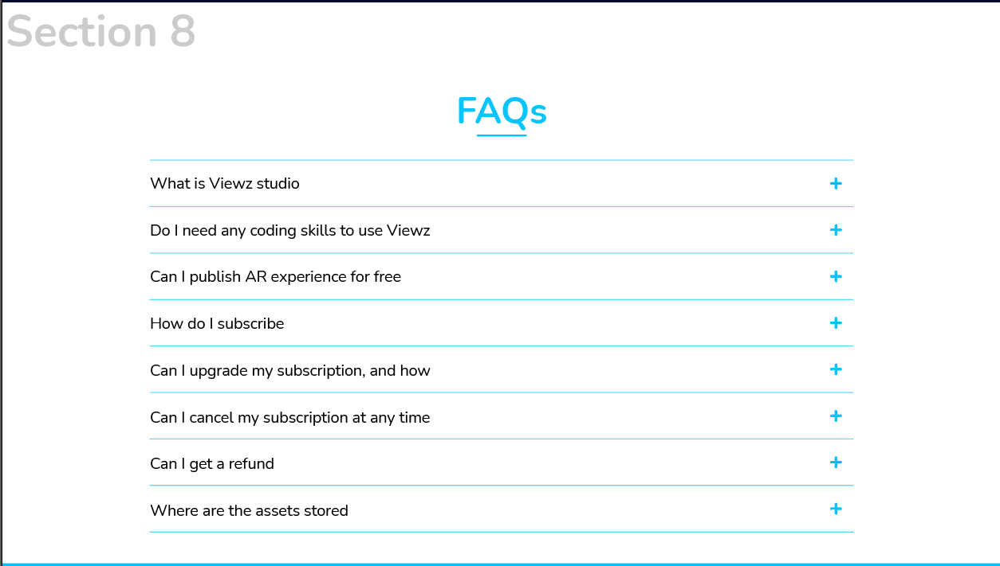 Section 8
FAQs
What is Viewz studio
Do I need any coding skills to use Viewz
Can I publish AR experience for free
How do I subscribe
Can I upgrade my subscription, and how
Can I cancel my subscription at any time
Can I get a refund
Where are the assets stored